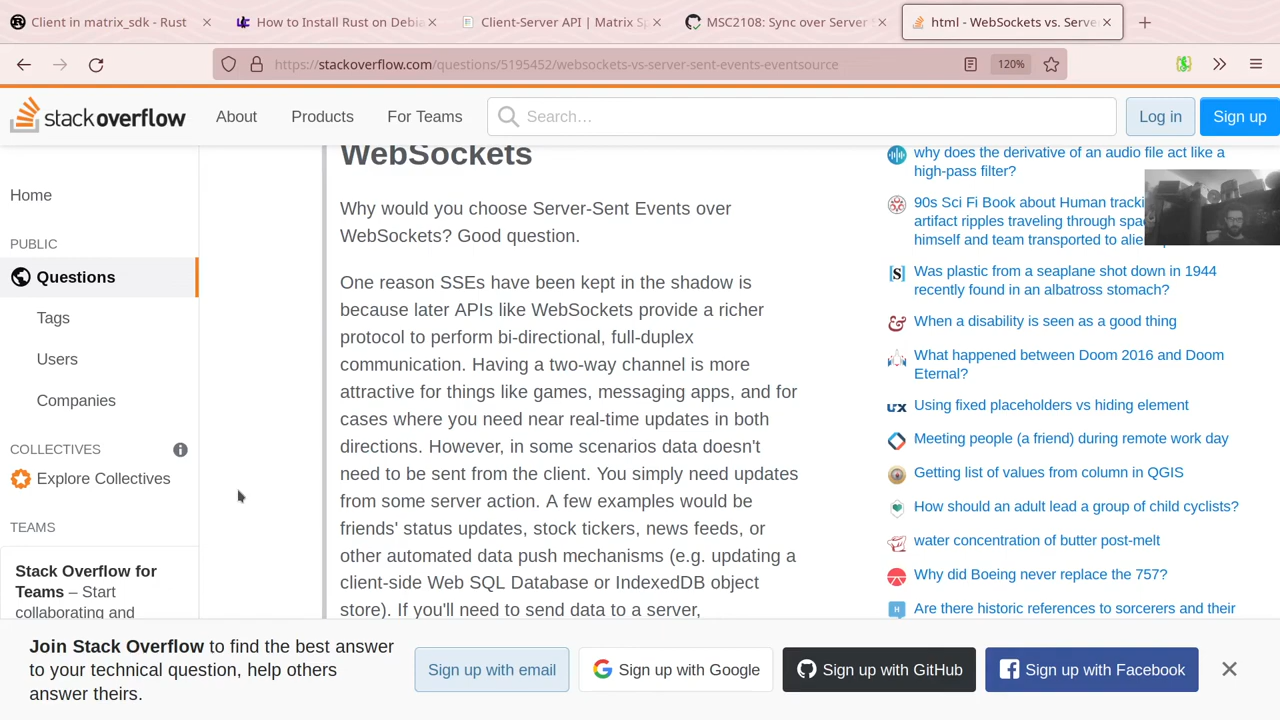 Client in matrix_sdk - Rust
How to Install Rust on Debia
Client-Server API | Matrix Sp
MSC2108: Sync over Server S
html - WebSockets vs. Serve
https://stackoverflow.com/questions/5195452/websockets-vs-server-sent-events-eventsource
120%
stackoverflow
About
Products
For Teams
Search…
Log in
Sign up
Home
PUBLIC
Questions
Tags
Users
Companies
COLLECTIVES
Explore Collectives
TEAMS
Stack Overflow for
Teams – Start
collaborating and
WebSockets
Why would you choose Server-Sent Events over
WebSockets? Good question.
One reason SSEs have been kept in the shadow is
because later APIs like WebSockets provide a richer
protocol to perform bi-directional, full-duplex
communication. Having a two-way channel is more
attractive for things like games, messaging apps, and for
cases where you need near real-time updates in both
directions. However, in some scenarios data doesn't
need to be sent from the client. You simply need updates
from some server action. A few examples would be
friends' status updates, stock tickers, news feeds, or
other automated data push mechanisms (e.g. updating a
client-side Web SQL Database or IndexedDB object
store). If you'll need to send data to a server,
why does the derivative of an audio file act like a
high-pass filter?
90s Sci Fi Book about Human tracki
artifact ripples traveling through spa
himself and team transported to alie
Was plastic from a seaplane shot down in 1944
recently found in an albatross stomach?
When a disability is seen as a good thing
What happened between Doom 2016 and Doom
Eternal?
Using fixed placeholders vs hiding element
Meeting people (a friend) during remote work day
Getting list of values from column in QGIS
How should an adult lead a group of child cyclists?
water concentration of butter post-melt
Why did Boeing never replace the 757?
Are there historic references to sorcerers and their
Join Stack Overflow to find the best answer
to your technical question, help others
answer theirs.
Sign up with email
Sign up with Google
Sign up with GitHub
Sign up with Facebook